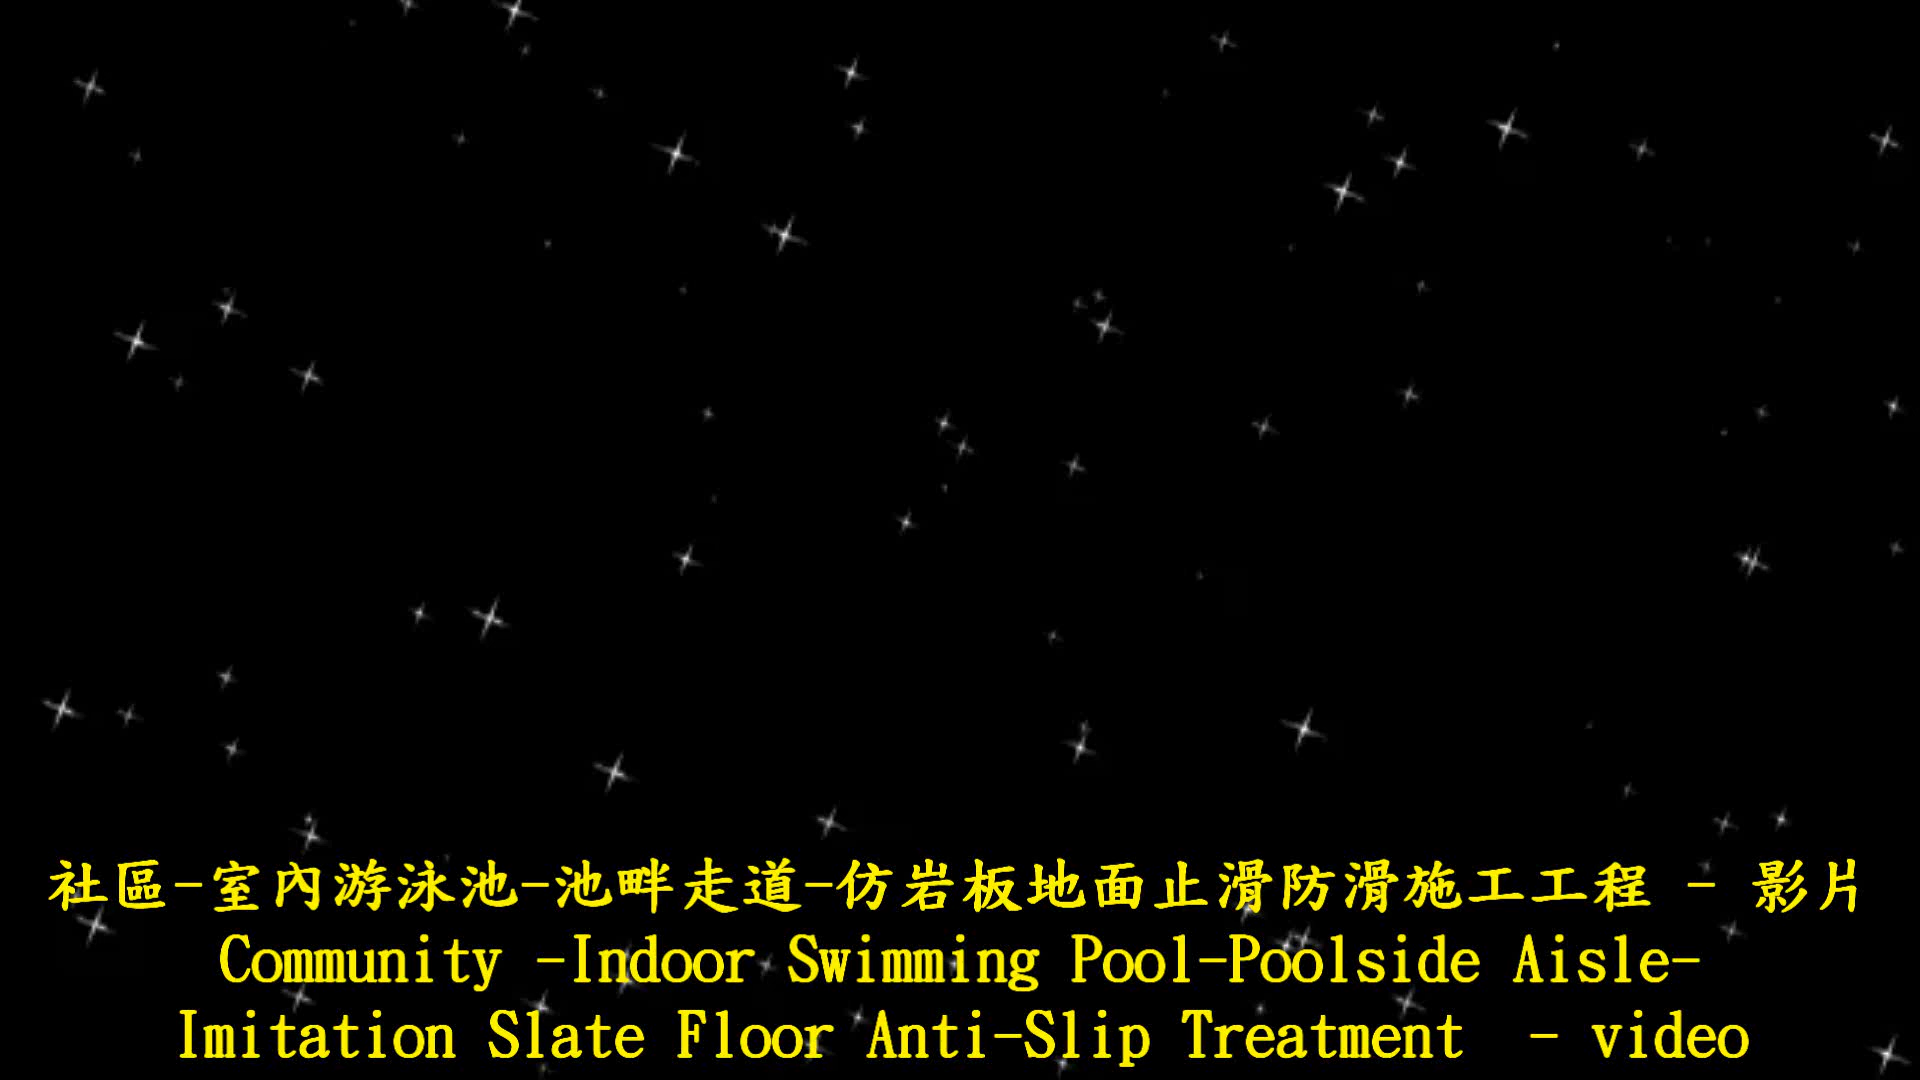 社區-室內游泳池-池畔走道-仿岩板地面止滑防滑施工工程 - 影片
Community -Indoor Swimming Pool-Poolside Aisle-
Imitation Slate Floor Anti-Slip Treatment  - video